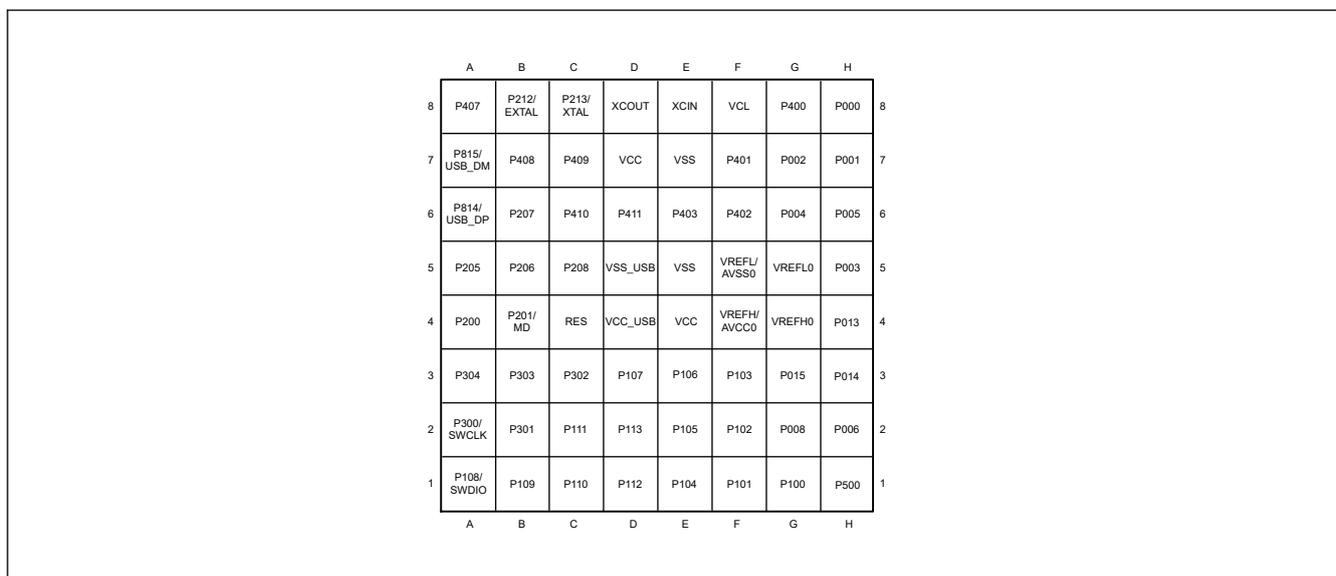 A B C D E F G H
8 P407 P212/ EXTAL P213/ XTAL XCOUT XCIN VCL P400 P000 8
7 P815/ USB_DM P408 P409 VCC VSS P401 P002 P001 7
6 P814/ USB_DP P207 P410 P411 P403 P402 P004 P005 6
5 P205 P206 P208 VSS_USB VSS VREFL/ AVSS0 VREFL0 P003 5
4 P200 P201/ MD RES VCC_USB VCC VREFH/ AVCC0 VREFH0 P013 4
3 P304 P303 P302 P107 P106 P103 P015 P014 3
2 P300/ SWCLK P301 P111 P113 P105 P102 P008 P006 2
1 P108/ SWDIO P109 P110 P112 P104 P101 P100 P500 1
A B C D E F G H